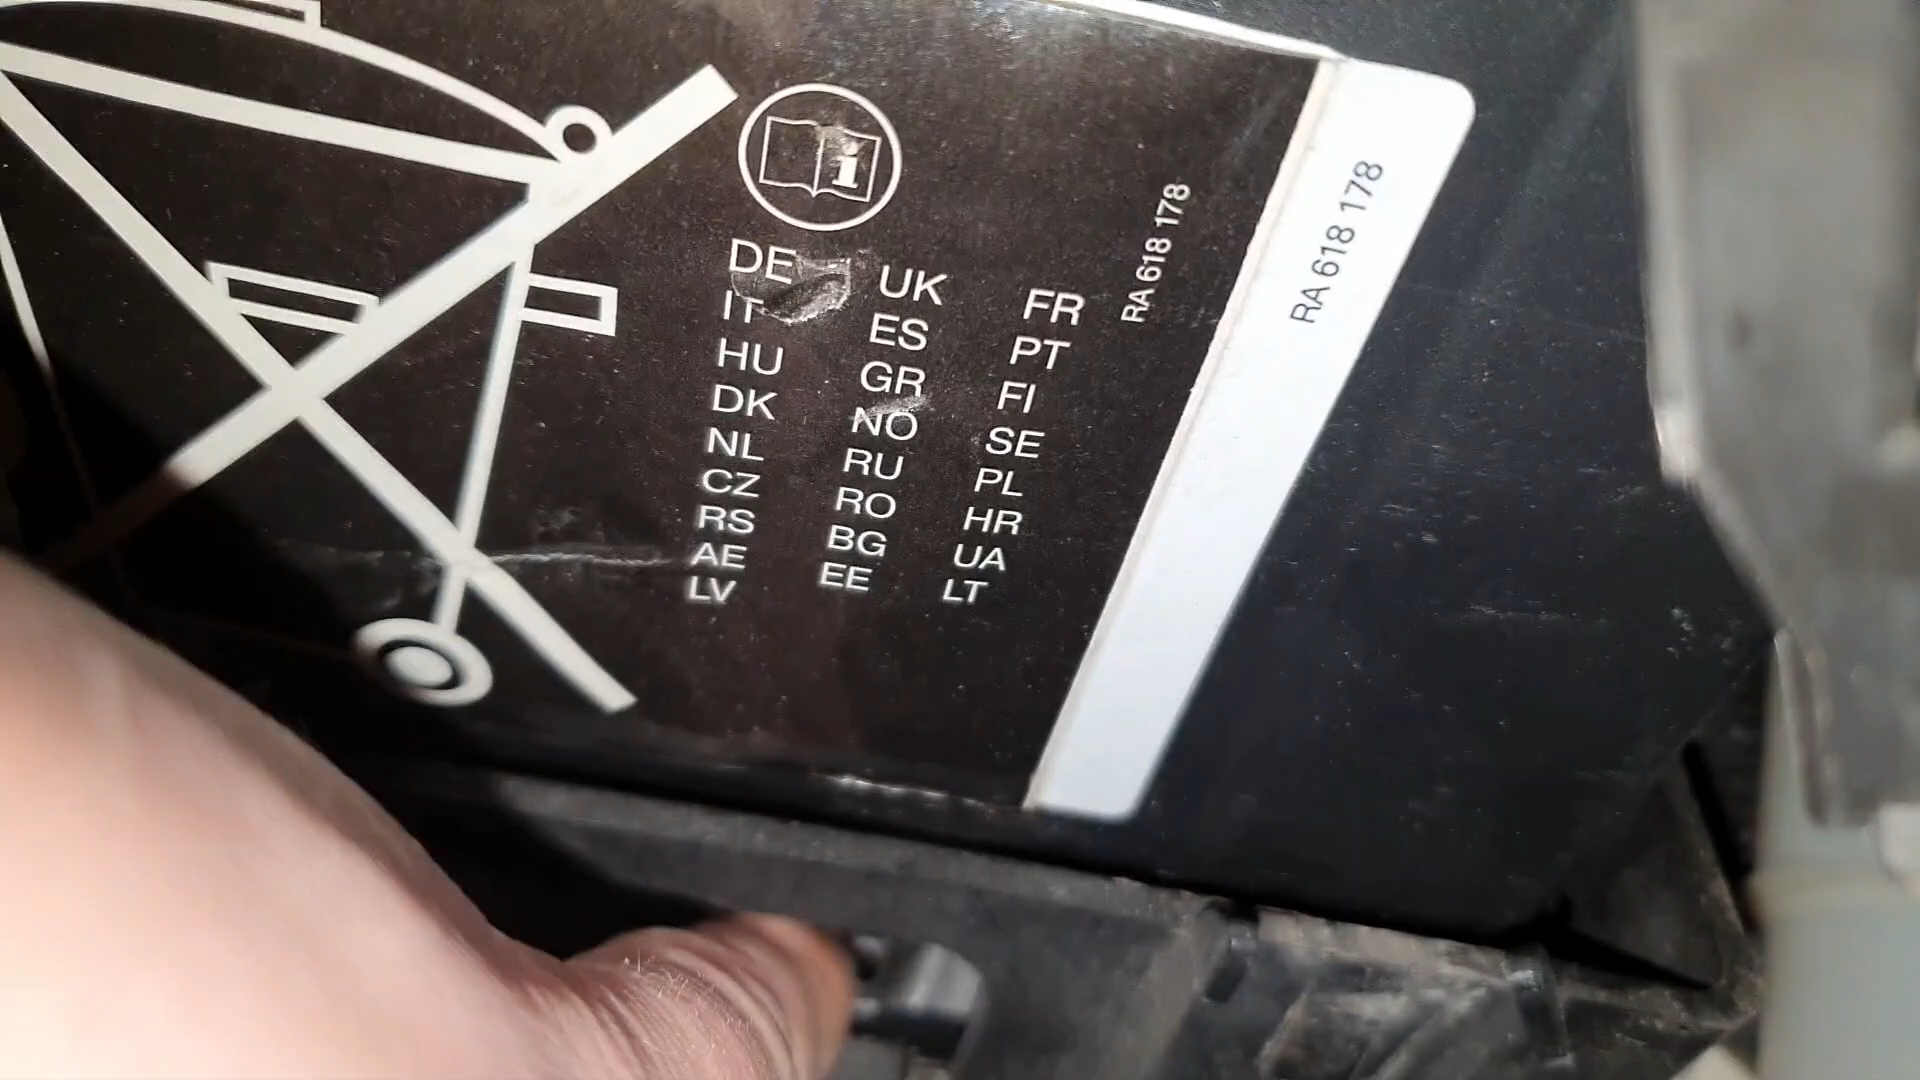 i
DE UK FR
IT ES PT
HU GR FI
DK NO SE
NL RU PL
CZ RO HR
RS BG UA
AE EE LT
LV
RA 618 178
RA 618 178